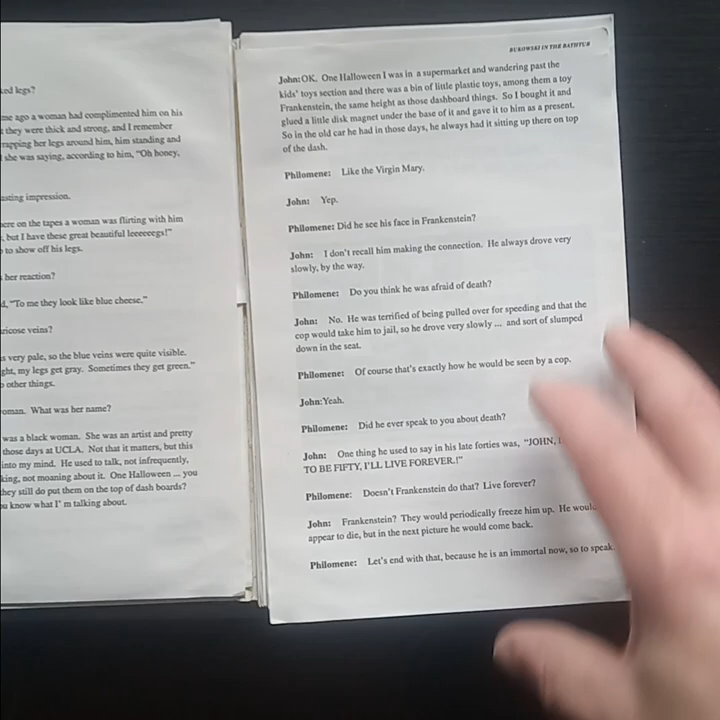 ked legs?
me ago a woman had complimented him on his
they were thick and strong, and I remember
rapping her legs around him, him standing and
she was saying, according to him, "Oh honey,
asting impression.
ere on the tapes a woman was flirting with him
, but I have these great beautiful leeeeeegs!"
to show off his legs.
her reaction?
d, "To me they look like blue cheese."
ricose veins?
s very pale, so the blue veins were quite visible.
ght, my legs get gray. Sometimes they get green."
o other things.
oman. What was her name?
was a black woman. She was an artist and pretty
those days at UCLA. Not that it matters, but this
into my mind. He used to talk, not infrequently,
king, not moaning about it. One Halloween ... you
they still do put them on the top of dash boards?
ou know what I' m talking about.
BUKOWSKI IN THE BATHTUB
John: OK. One Halloween I was in a supermarket and wandering past the
kids' toys section and there was a bin of little plastic toys, among them a toy
Frankenstein, the same height as those dashboard things. So I bought it and
glued a little disk magnet under the base of it and gave it to him as a present.
So in the old car he had in those days, he always had it sitting up there on top
of the dash.
Philomene: Like the Virgin Mary.
John: Yep.
Philomene: Did he see his face in Frankenstein?
John: I don't recall him making the connection. He always drove very
slowly, by the way.
Philomene: Do you think he was afraid of death?
John: No. He was terrified of being pulled over for speeding and that the
cop would take him to jail, so he drove very slowly ... and sort of slumped
down in the seat.
Philomene: Of course that's exactly how he would be seen by a cop.
John: Yeah.
Philomene: Did he ever speak to you about death?
John: One thing he used to say in his late forties was, "JOHN,
TO BE FIFTY, I'LL LIVE FOREVER!"
Philomene: Doesn't Frankenstein do that? Live forever?
John: Frankenstein? They would periodically freeze him up. He woul
appear to die, but in the next picture he would come back.
Philomene: Let's end with that, because he is an immortal now, so to speak.